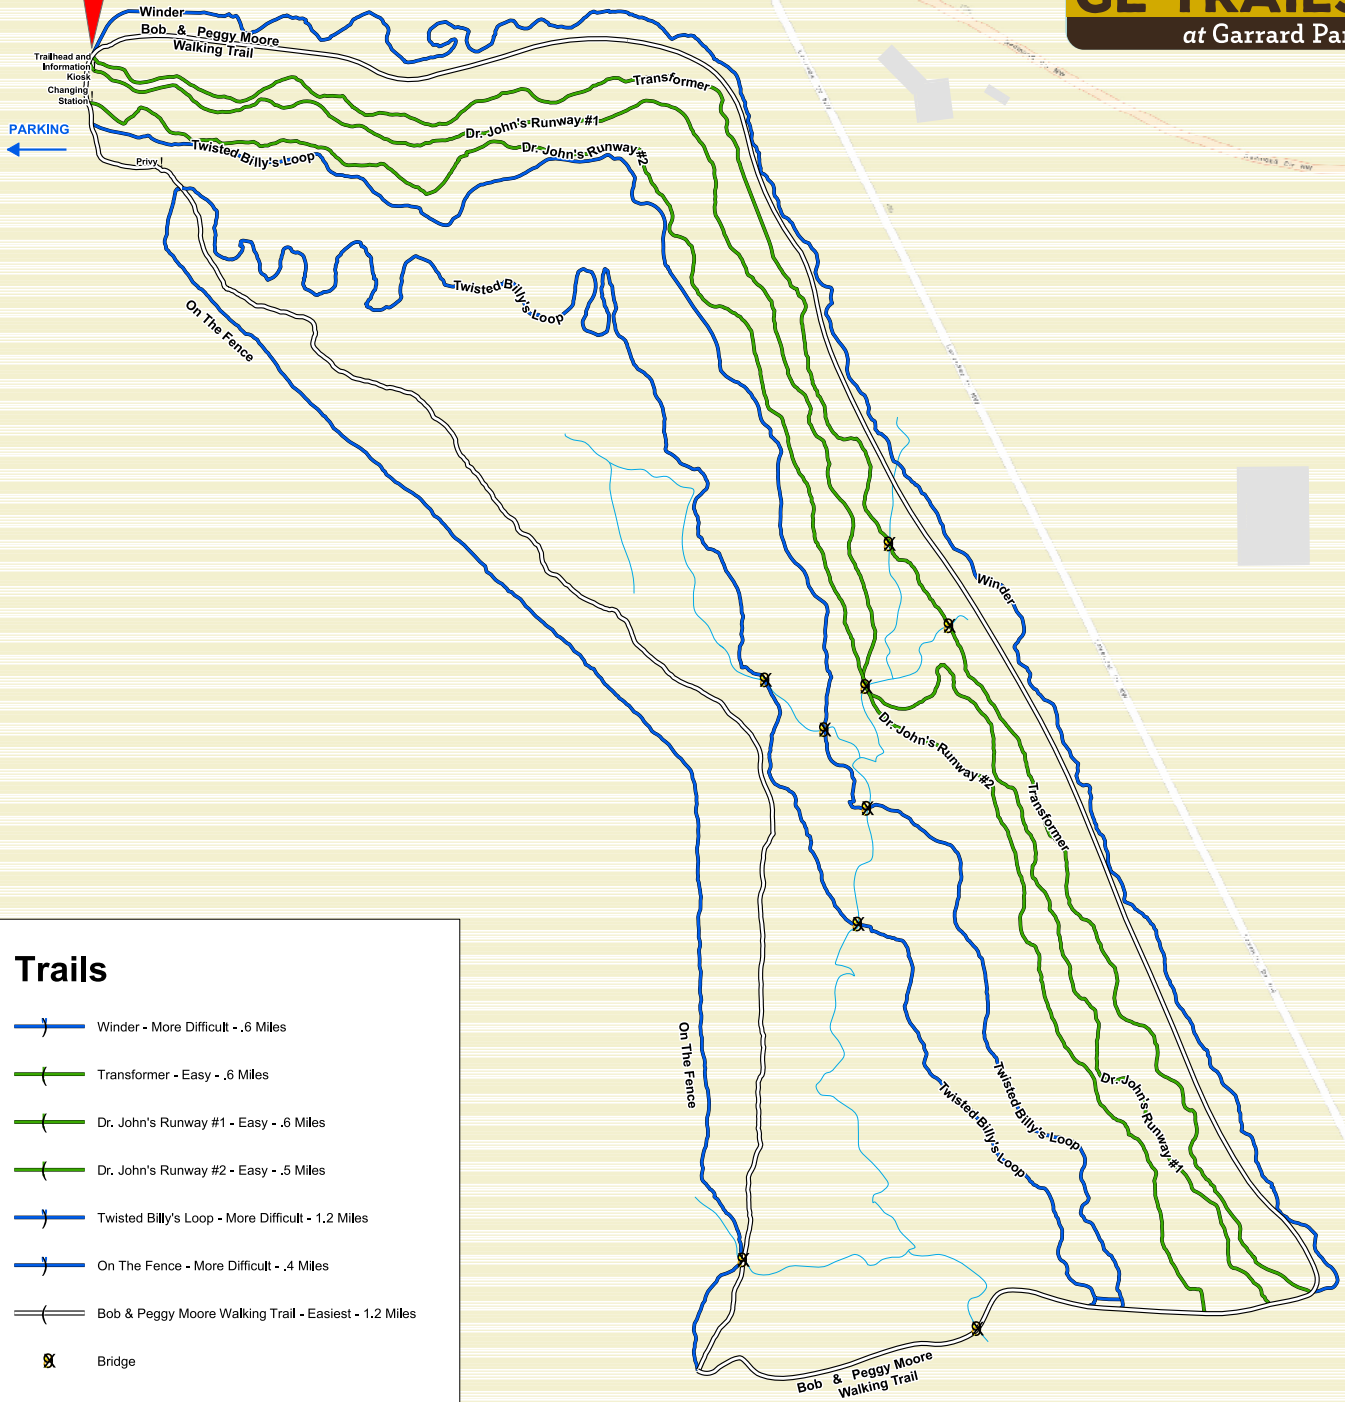 GE TRAILS
at Garrard Par
Winder
Bob & Peggy Moore
Walking Trail
Trailhead and
Information
Kiosk
Changing
Station
PARKING
Privy
Transformer
Dr. John's Runway #1
Dr. John's Runway #2
Twisted Billy's Loop
Twisted Billy's Loop
On The Fence
Winder
Dr. John's Runway #2
Transformer
On The Fence
Twisted Billy's Loop
Twisted Billy's Loop
Dr. John's Runway #1
Bob & Peggy Moore
Walking Trail
Trails
Winder - More Difficult - .6 Miles
Transformer - Easy - .6 Miles
Dr. John's Runway #1 - Easy - .6 Miles
Dr. John's Runway #2 - Easy - .5 Miles
Twisted Billy's Loop - More Difficult - 1.2 Miles
On The Fence - More Difficult - .4 Miles
Bob & Peggy Moore Walking Trail - Easiest - 1.2 Miles
Bridge